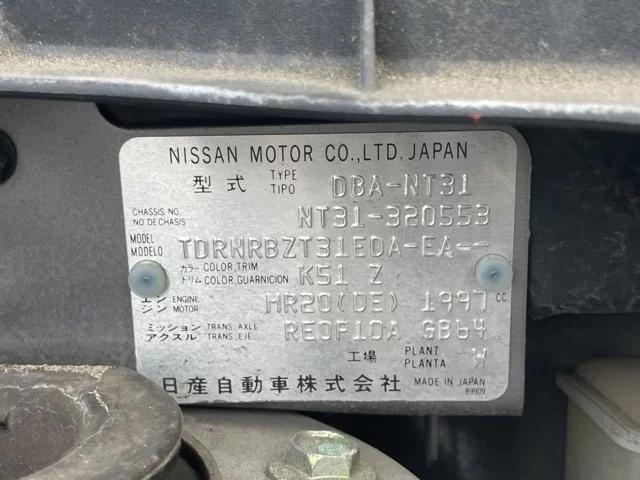 NISSAN MOTOR CO.,LTD. JAPAN
型式 TYPE TIPO DBA-NT31
CHASSIS NO. NO.DE CHASIS NT31-320553
MODEL MODELO TDRNRBZT31EDA-EA--
カラー COLOR,TRIM トリム COLOR,GUARNICION K51 Z
エンジン ENGINE MOTOR MR20(DE) 1997 CC
ミッション TRANS,AXLE アクスル TRANS,EJE RE0F10A GB64
工場 PLANT PLANTA W
日産自動車株式会社 MADE IN JAPAN
89909